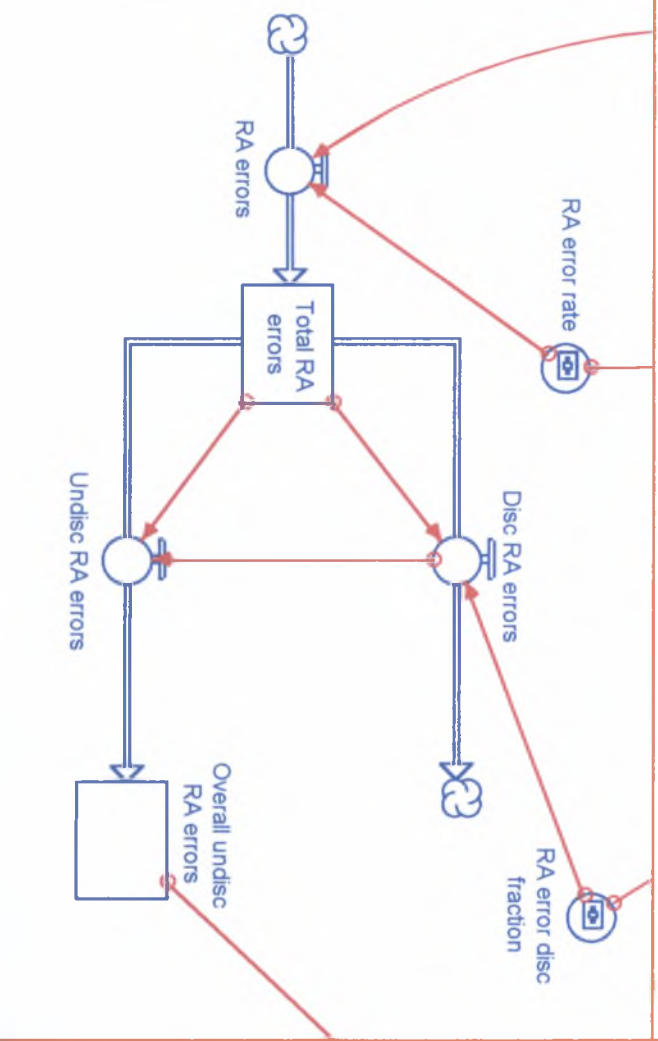 RA error rate
RA errors
Total RA
errors
Disc RA errors
Undisc RA errors
RA error disc
fraction
Overall undisc
RA errors